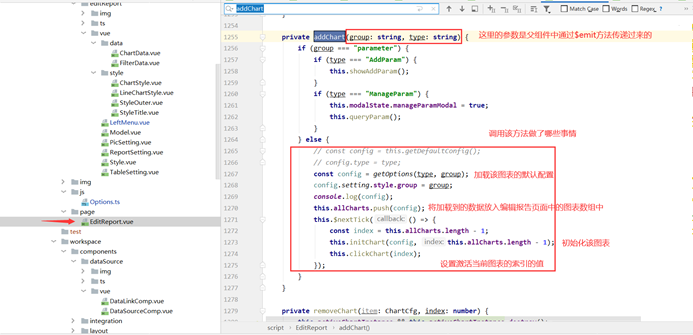 editReport
img
ts
vue
data
ChartData.vue
FilterData.vue
style
ChartStyle.vue
LineChartStyle.vue
StyleOuter.vue
StyleTitle.vue
LeftMenu.vue
Model.vue
PicSetting.vue
ReportSetting.vue
Style.vue
TableSetting.vue
img
js
Options.ts
page
EditReport.vue
test
workspace
components
dataSource
img
ts
vue
DataLinkComp.vue
DataSourceComp.vue
integration
layout
addChart
Match Case
Words
Regex
?
1255 private addChart(group: string, type: string) { 这里的参数是父组件中通过$emit方法传递过来的
1256 if (group === "parameter") {
1257 if (type === "AddParam") {
1258 this.showAddParam();
1259 }
1260 if (type === "ManageParam") {
1261 this.modalState.manageParamModal = true;
1262 this.queryParam();
1263 }
调用该方法做了哪些事情
1264 } else {
1265 // const config = this.getDefaultConfig();
1266 // config.type = type;
1267 const config = getOptions(type, group); 加载该图表的默认配置
1268 config.setting.style.group = group;
1269 console.log(config);
1270 this.allCharts.push(config); 将加载到的数据放入编辑报告页面中的图表数组中
1271 this.$nextTick( callback: () => {
1272 const index = this.allCharts.length - 1;
1273 this.initChart(config, index: this.allCharts.length - 1); 初始化该图表
1274 this.clickChart(index);
设置激活当前图表的索引的值
1275 });
1276 }
1277 }
1278
1279 private removeChart(item: ChartCfg, index: number) {
script
EditReport
addChart()